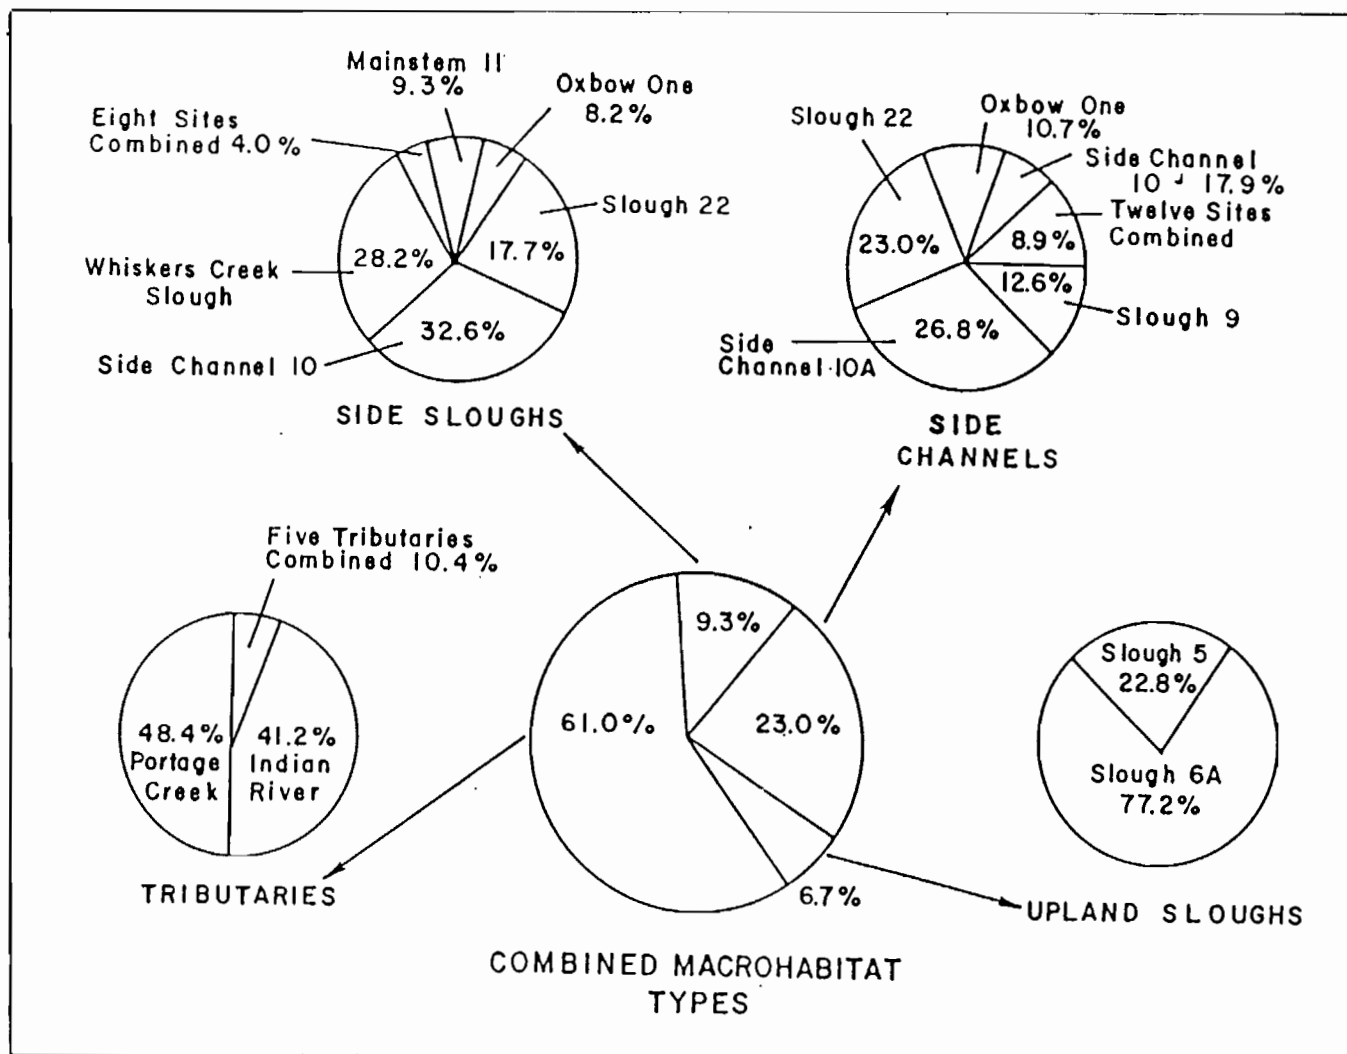 Mainstem 11
9.3%
Oxbow One
8.2%
Eight Sites
Combined 4.0%
Slough 22
17.7%
28.2%
Whiskers Creek
Slough
32.6%
Side Channel 10
SIDE SLOUGHS
Slough 22
Oxbow One
10.7%
Side Channel
10 - 17.9%
Twelve Sites
Combined
8.9%
23.0%
12.6%
Slough 9
26.8%
Side
Channel 10A
SIDE
CHANNELS
Five Tributaries
Combined 10.4%
48.4%
Portage
Creek
41.2%
Indian
River
TRIBUTARIES
9.3%
61.0%
23.0%
6.7%
COMBINED MACROHABITAT
TYPES
Slough 5
22.8%
Slough 6A
77.2%
UPLAND SLOUGHS